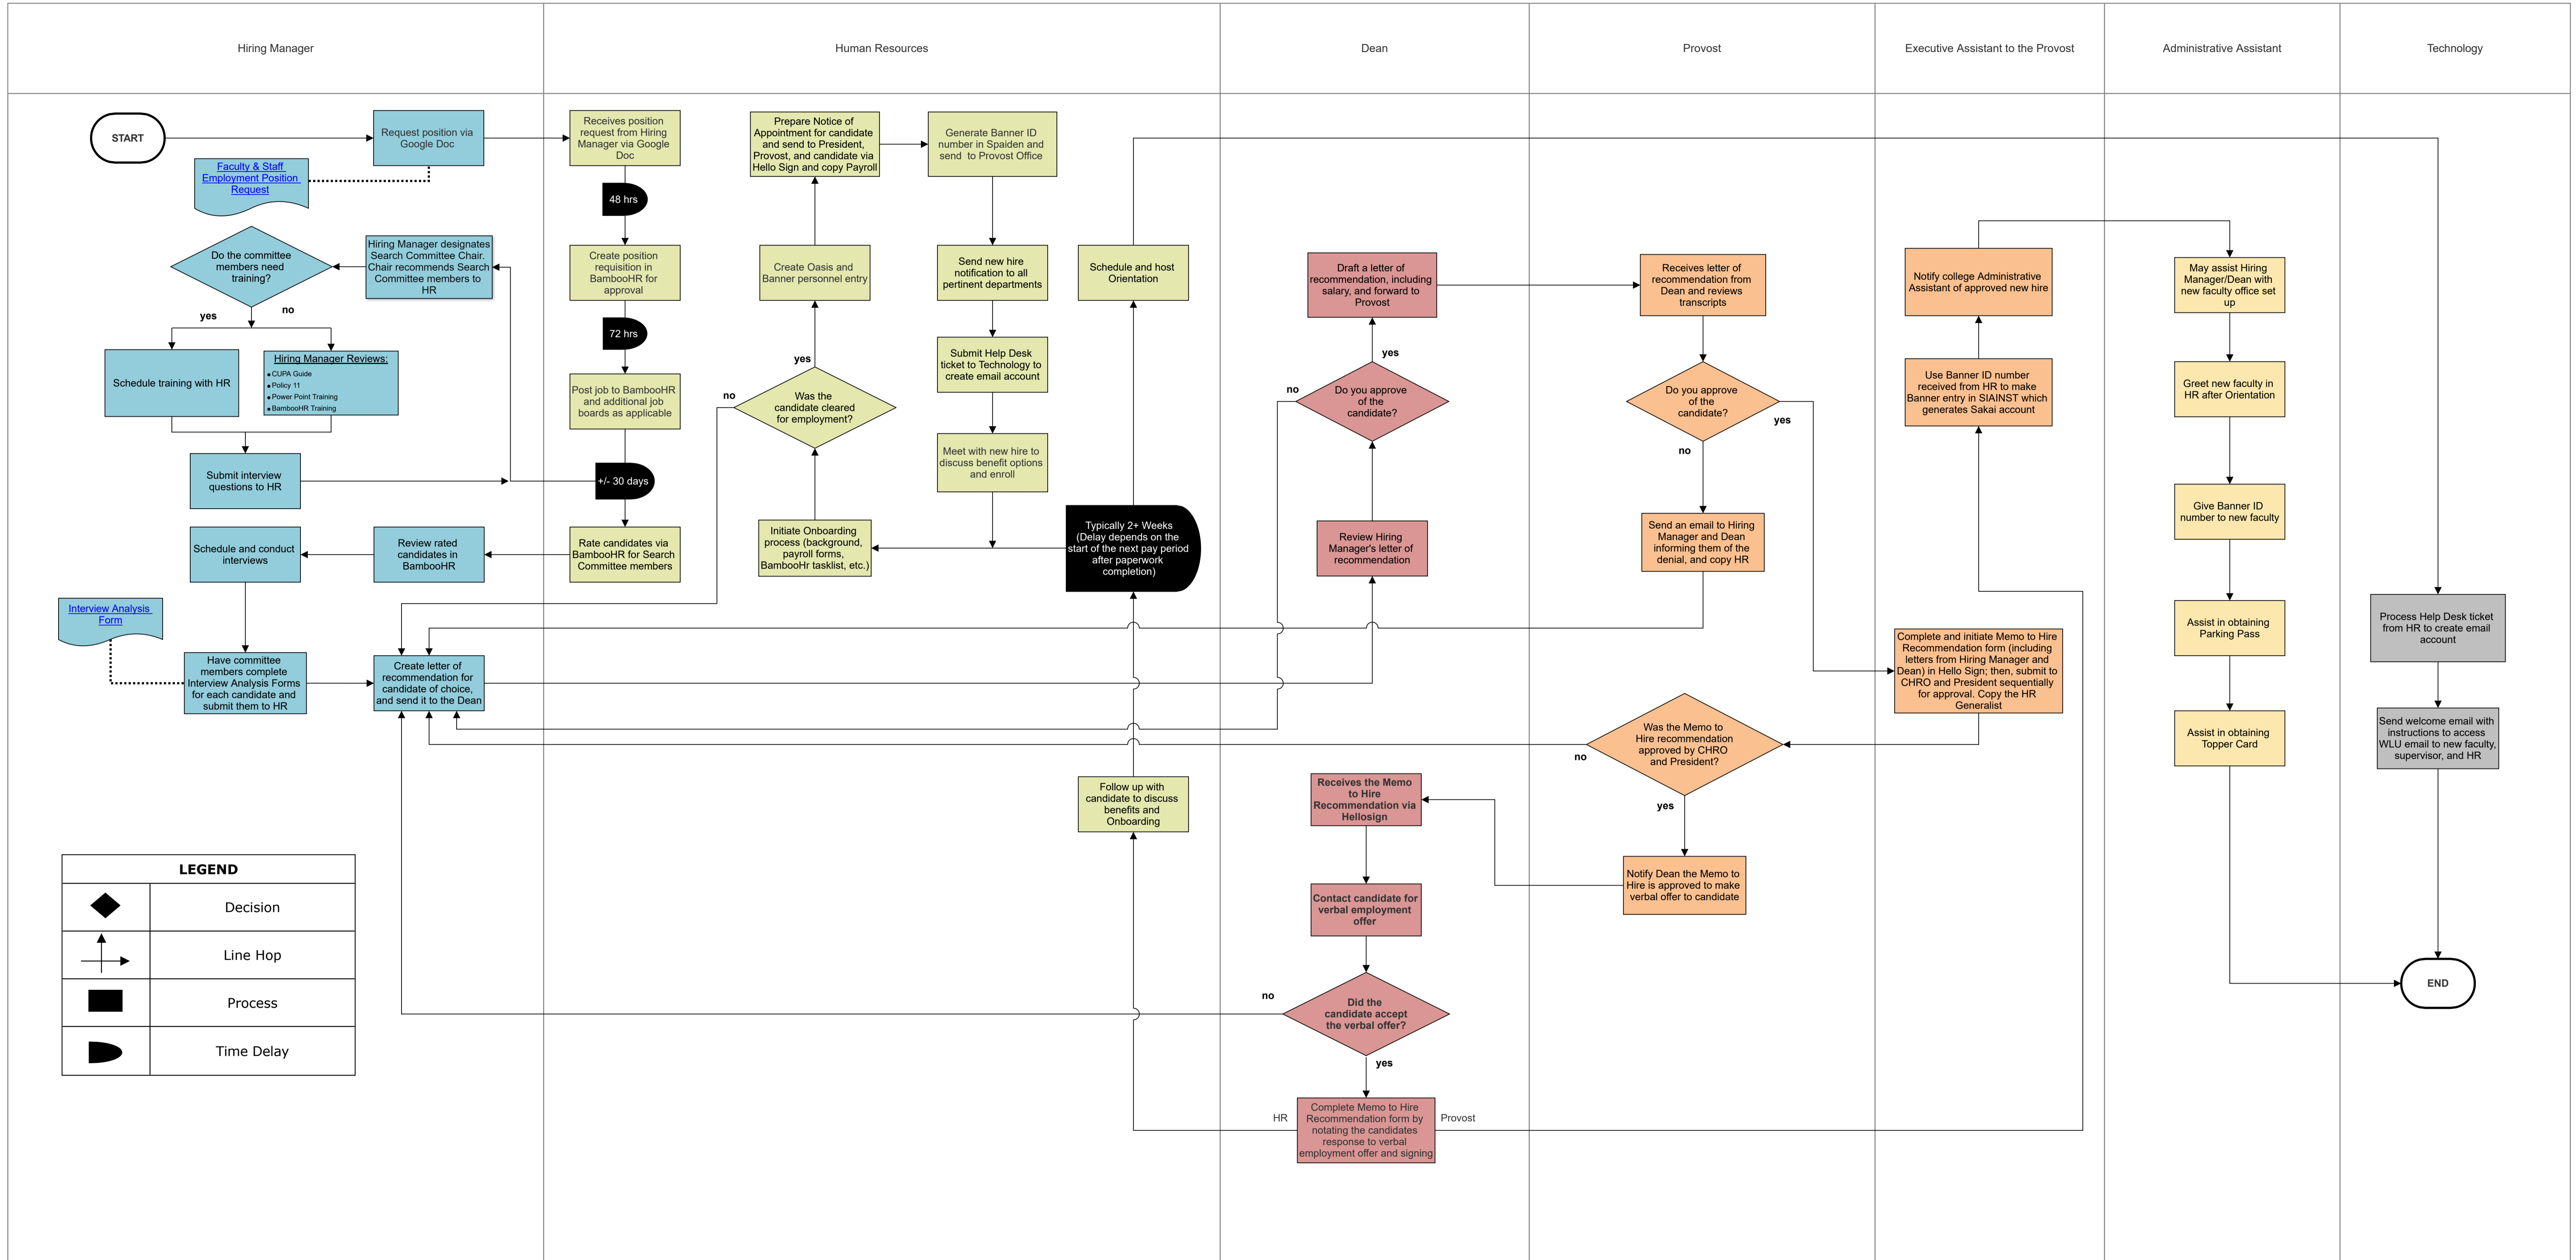 Hiring Manager
Human Resources
Dean
Provost
Executive Assistant to the Provost
Administrative Assistant
Technology
START
Request position via
Google Doc
Faculty & Staff
Employment Position
Request
Do the committee
members need
training?
Hiring Manager designates
Search Committee Chair.
Chair recommends Search
Committee members to
HR
yes
no
Schedule training with HR
Hiring Manager Reviews:
• CUPA Guide
• Policy 11
• Power Point Training
• BambooHR Training
Submit interview
questions to HR
Schedule and conduct
interviews
Review rated
candidates in
BambooHR
Interview Analysis
Form
Have committee
members complete
Interview Analysis Forms
for each candidate and
submit them to HR
Create letter of
recommendation for
candidate of choice,
and send it to the Dean
LEGEND
Decision
Line Hop
Process
Time Delay
Receives position
request from Hiring
Manager via Google
Doc
48 hrs
Create position
requisition in
BambooHR for
approval
72 hrs
Post job to BambooHR
and additional job
boards as applicable
+/- 30 days
Rate candidates via
BambooHR for Search
Committee members
Prepare Notice of
Appointment for candidate
and send to President,
Provost, and candidate via
Hello Sign and copy Payroll
Create Oasis and
Banner personnel entry
yes
no
Was the
candidate cleared
for employment?
Initiate Onboarding
process (background,
payroll forms,
BambooHr tasklist, etc.)
Generate Banner ID
number in Spaiden and
send to Provost Office
Send new hire
notification to all
pertinent departments
Submit Help Desk
ticket to Technology to
create email account
Meet with new hire to
discuss benefit options
and enroll
Schedule and host
Orientation
Typically 2+ Weeks
(Delay depends on the
start of the next pay period
after paperwork
completion)
Follow up with
candidate to discuss
benefits and
Onboarding
Draft a letter of
recommendation, including
salary, and forward to
Provost
yes
no
Do you approve
of the
candidate?
Review Hiring
Manager's letter of
recommendation
Receives the Memo
to Hire
Recommendation via
Hellosign
Contact candidate for
verbal employment
offer
no
Did the
candidate accept
the verbal offer?
yes
HR
Complete Memo to Hire
Recommendation form by
notating the candidates
response to verbal
employment offer and signing
Provost
Receives letter of
recommendation from
Dean and reviews
transcripts
Do you approve
of the
candidate?
yes
no
Send an email to Hiring
Manager and Dean
informing them of the
denial, and copy HR
Was the Memo to
Hire recommendation
approved by CHRO
and President?
no
yes
Notify Dean the Memo to
Hire is approved to make
verbal offer to candidate
Notify college Administrative
Assistant of approved new hire
Use Banner ID number
received from HR to make
Banner entry in SIAINST which
generates Sakai account
Complete and initiate Memo to Hire
Recommendation form (including
letters from Hiring Manager and
Dean) in Hello Sign; then, submit to
CHRO and President sequentially
for approval. Copy the HR
Generalist
May assist Hiring
Manager/Dean with
new faculty office set
up
Greet new faculty in
HR after Orientation
Give Banner ID
number to new faculty
Assist in obtaining
Parking Pass
Assist in obtaining
Topper Card
Process Help Desk ticket
from HR to create email
account
Send welcome email with
instructions to access
WLU email to new faculty,
supervisor, and HR
END